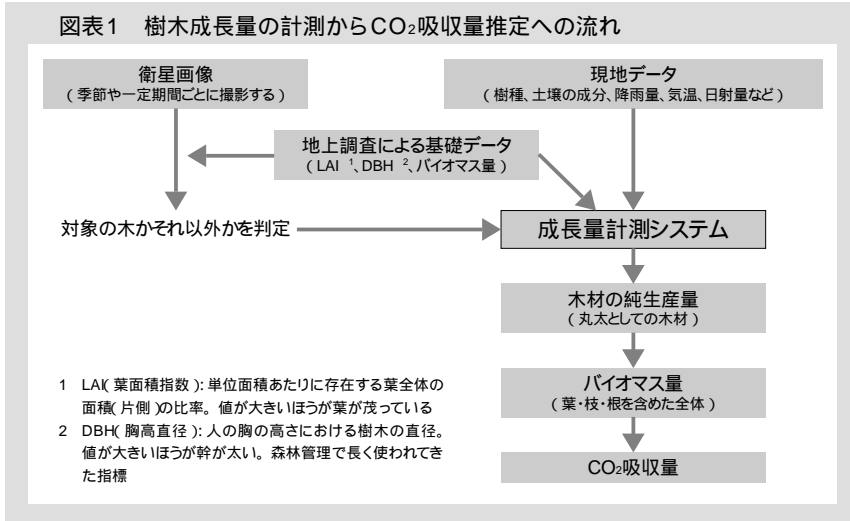 図表1　樹木成長量の計測からCO₂吸収量推定への流れ
衛星画像
（季節や一定期間ごとに撮影する）
現地データ
（樹種、土壌の成分、降雨量、気温、日射量など）
地上調査による基礎データ
（LAI ¹、DBH ²、バイオマス量）
対象の木かそれ以外かを判定
成長量計測システム
木材の純生産量
（丸太としての木材）
バイオマス量
（葉・枝・根を含めた全体）
CO₂吸収量
1　LAI（葉面積指数）：単位面積あたりに存在する葉全体の
面積（片側）の比率。値が大きいほうが葉が茂っている
2　DBH（胸高直径）：人の胸の高さにおける樹木の直径。
値が大きいほうが幹が太い。森林管理で長く使われてき
た指標